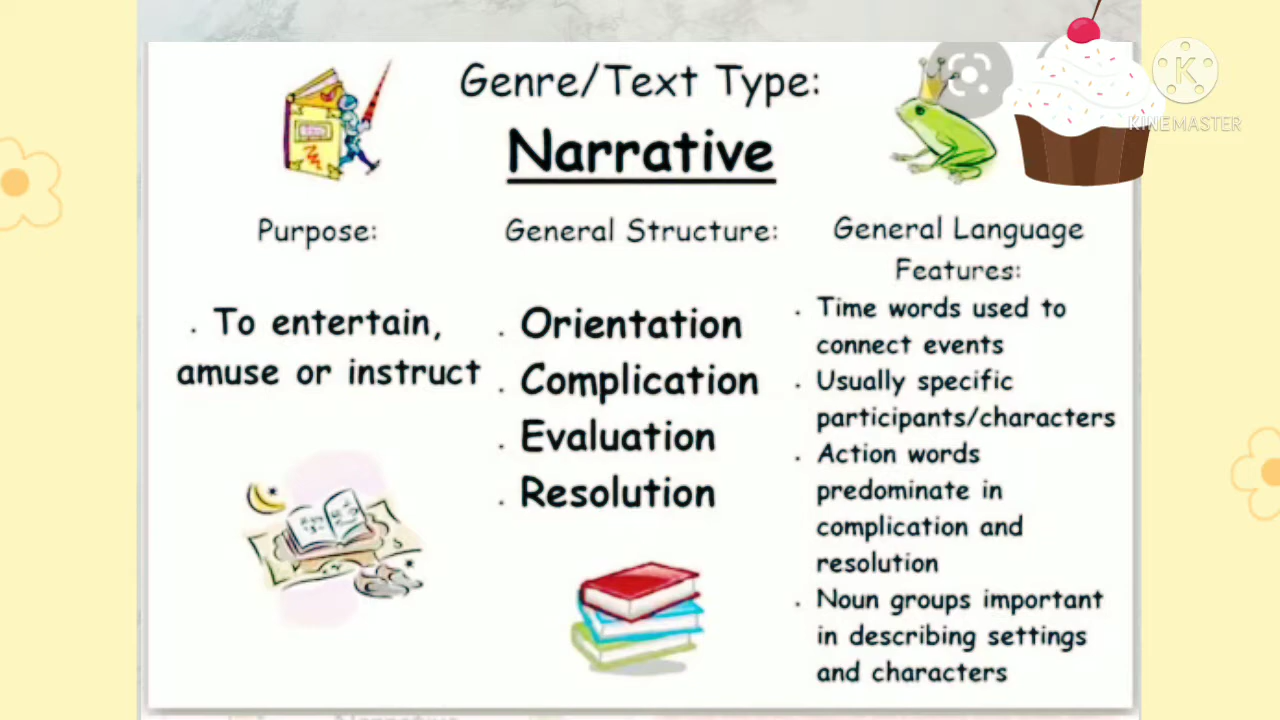 Genre/Text Type:
Narrative
K
KINEMASTER
Purpose:
. To entertain,
amuse or instruct
General Structure:
. Orientation
. Complication
. Evaluation
. Resolution
General Language
Features:
. Time words used to
connect events
. Usually specific
participants/characters
. Action words
predominate in
complication and
resolution
. Noun groups important
in describing settings
and characters